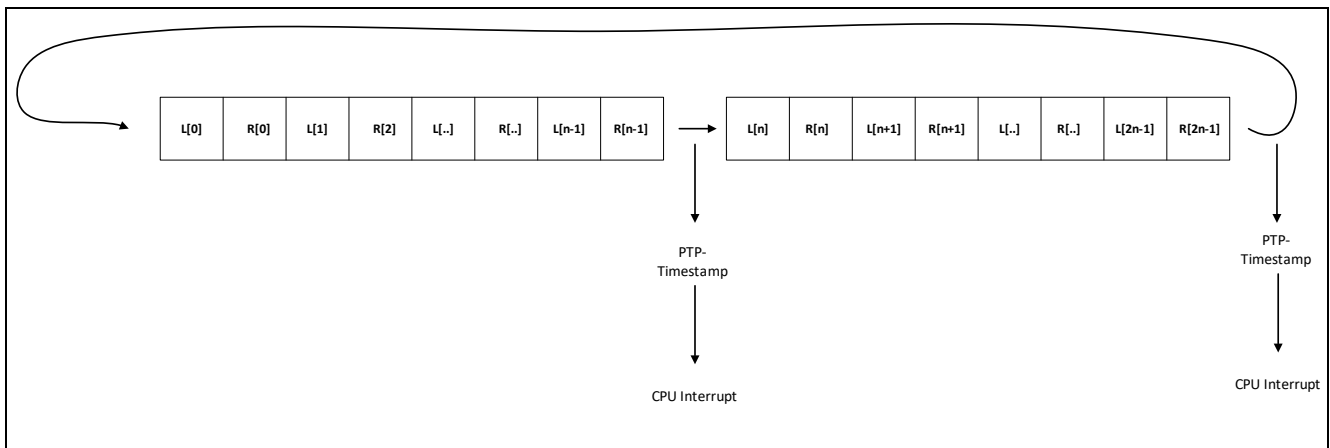 L[0] R[0] L[1] R[2] L[..] R[..] L[n-1] R[n-1] L[n] R[n] L[n+1] R[n+1] L[..] R[..] L[2n-1] R[2n-1]
PTP-
Timestamp
CPU Interrupt
PTP-
Timestamp
CPU Interrupt